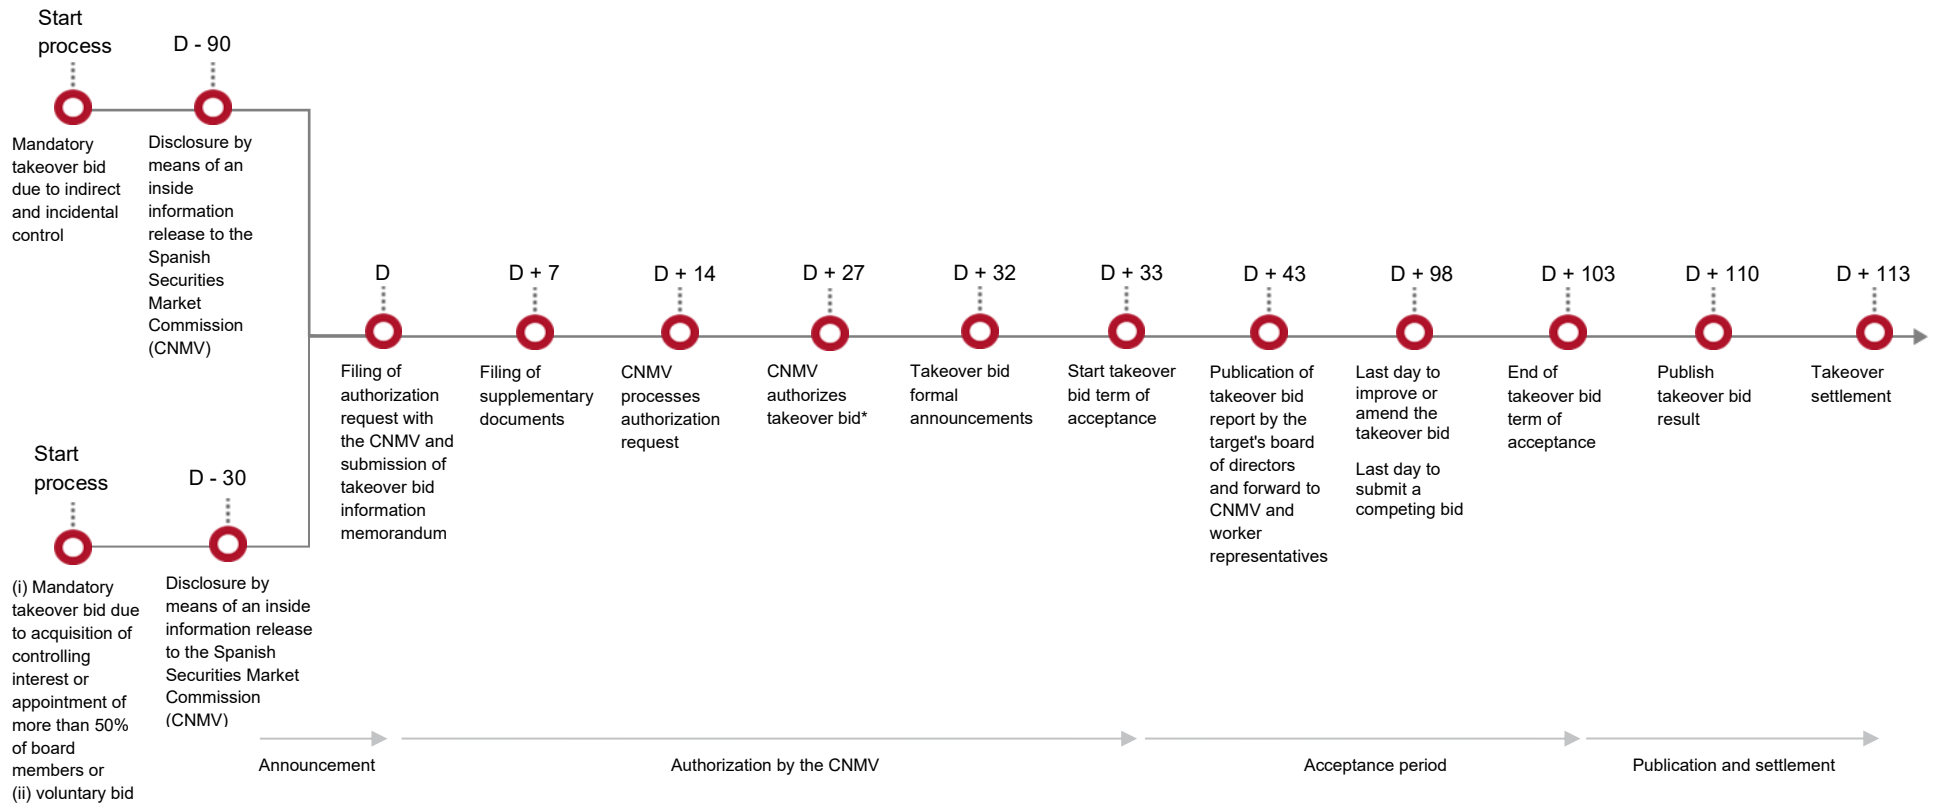 Start
process
D - 90
Mandatory
takeover bid
due to indirect
and incidental
control
Disclosure by
means of an
inside
information
release to the
Spanish
Securities
Market
Commission
(CNMV)
Start
process
D - 30
(i) Mandatory
takeover bid due
to acquisition of
controlling
interest or
appointment of
more than 50%
of board
members or
(ii) voluntary bid
Disclosure by
means of an inside
information release
to the Spanish
Securities Market
Commission
(CNMV)
D
Filing of
authorization
request with
the CNMV and
submission of
takeover bid
information
memorandum
D + 7
Filing of
supplementary
documents
D + 14
CNMV
processes
authorization
request
D + 27
CNMV
authorizes
takeover bid*
D + 32
Takeover bid
formal
announcements
D + 33
Start takeover
bid term of
acceptance
D + 43
Publication of
takeover bid
report by the
target's board
of directors
and forward to
CNMV and
worker
representatives
D + 98
Last day to
improve or
amend the
takeover bid
Last day to
submit a
competing bid
D + 103
End of
takeover bid
term of
acceptance
D + 110
Publish
takeover bid
result
D + 113
Takeover
settlement
Announcement
Authorization by the CNMV
Acceptance period
Publication and settlement